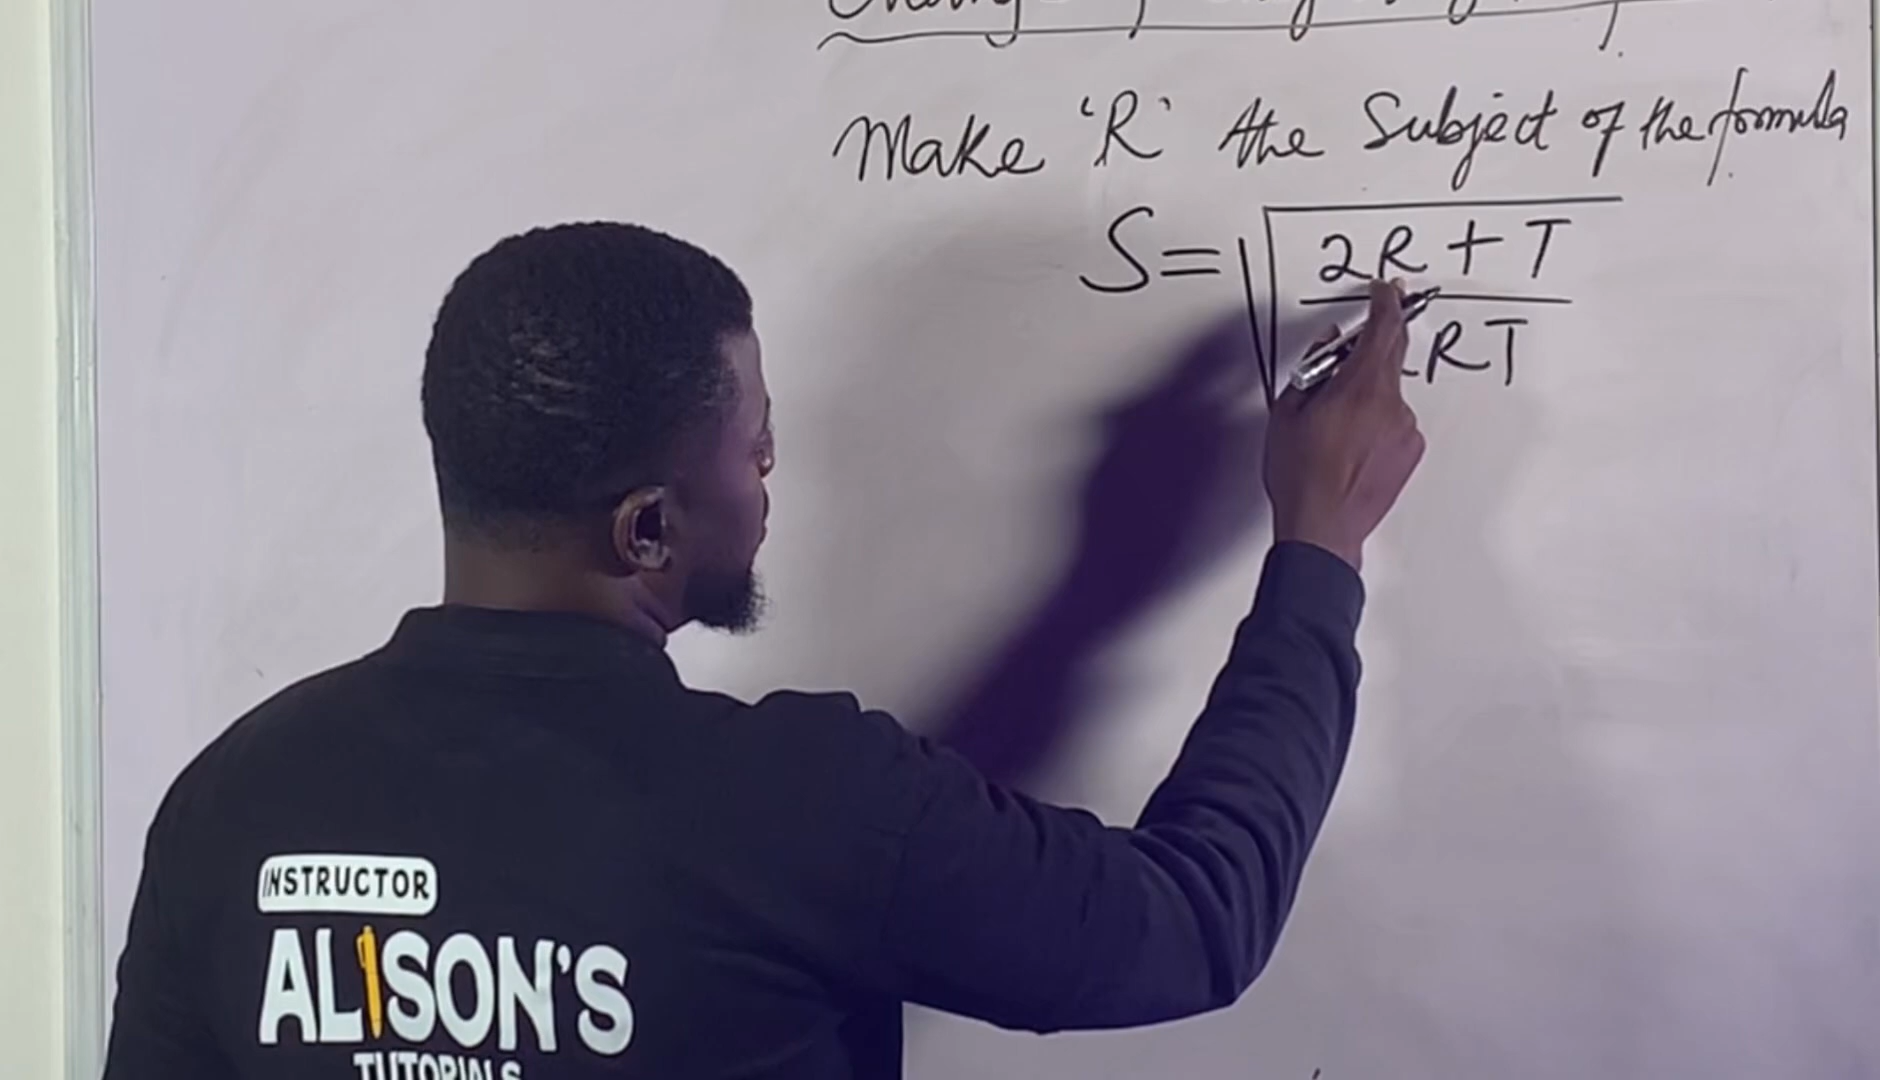 Make 'R' the Subject of the formula
S = √ 2R + T
RT
INSTRUCTOR
ALISON'S
TUTORIALS